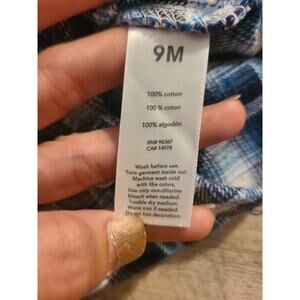 9M
100% cotton
100 % coton
100% algodón
RN# 96367
CA# 14974
Wash before use.
Turn garment inside out.
Machine wash cold
with like colors.
Use only non-chlorine
bleach when needed.
Tumble dry medium.
Warm iron if needed.
Do not iron decoration.